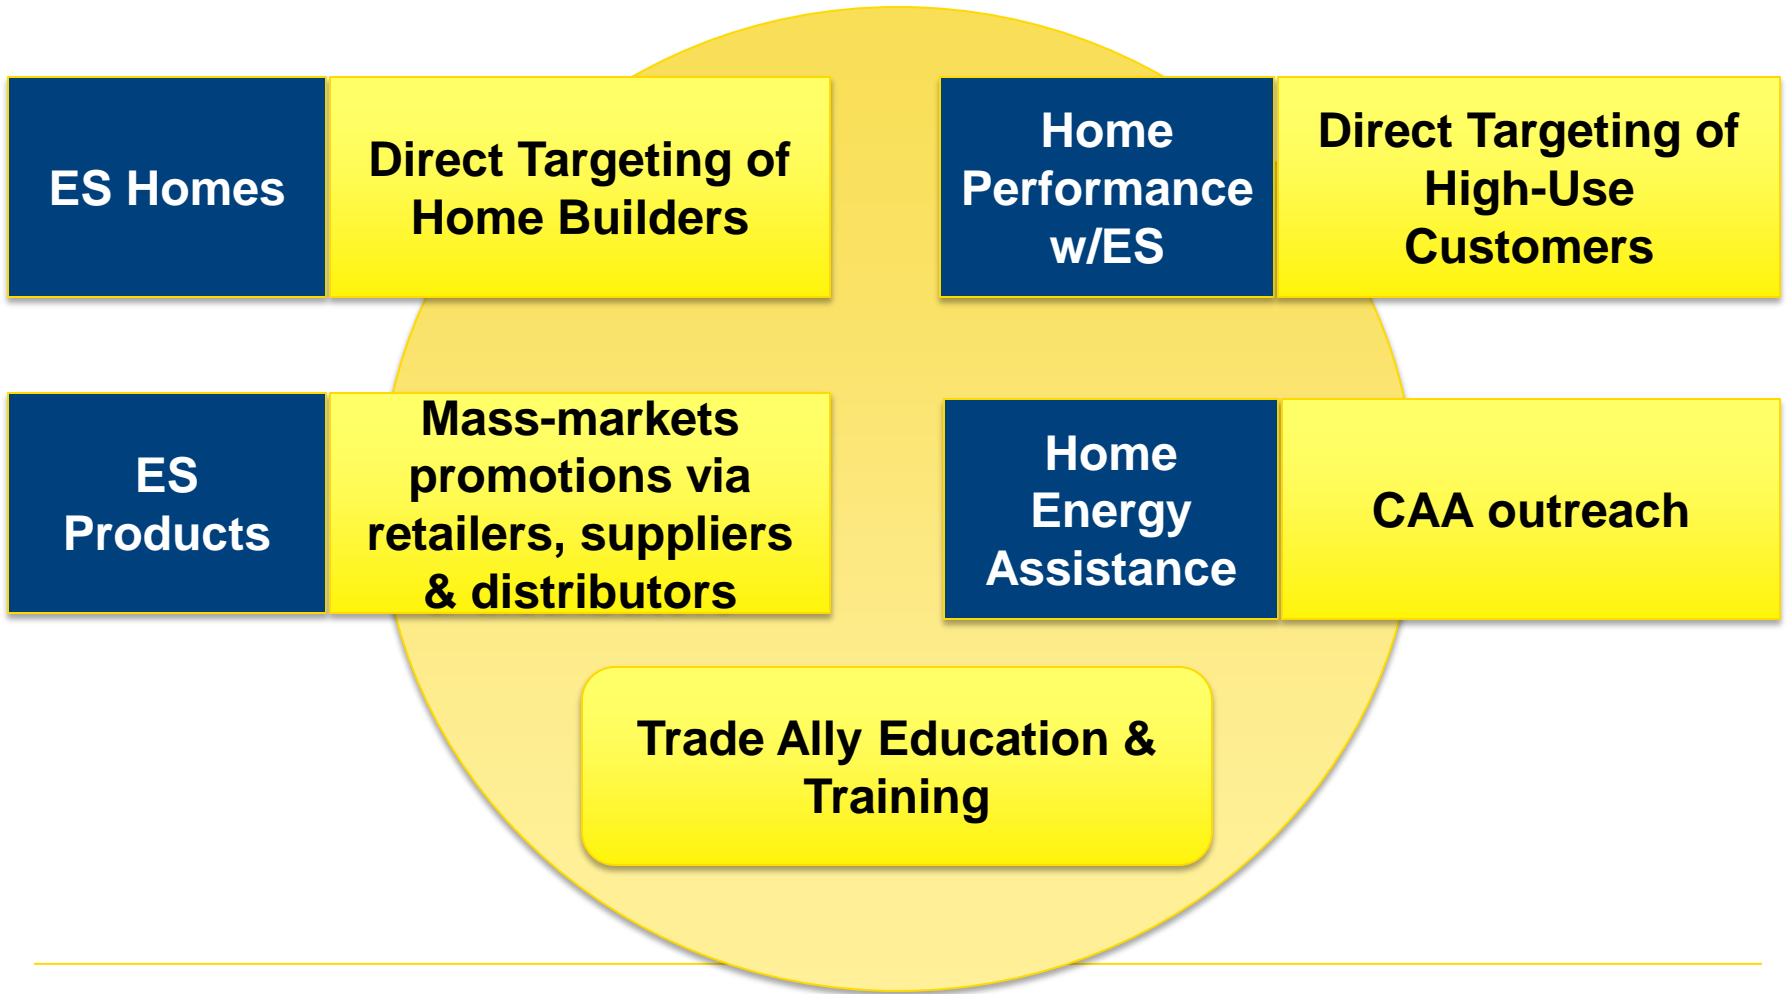 ES Homes
Direct Targeting of
Home Builders
Home
Performance
w/ES
Direct Targeting of
High-Use
Customers
ES
Products
Mass-markets
promotions via
retailers, suppliers
& distributors
Home
Energy
Assistance
CAA outreach
Trade Ally Education &
Training